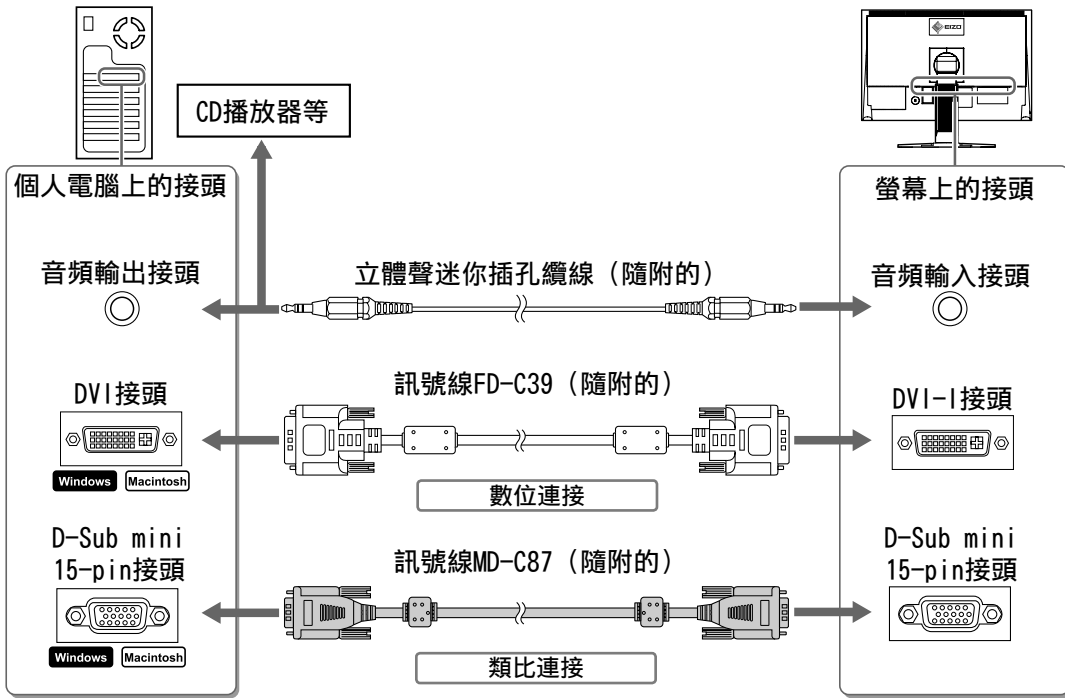 EIZO
CD播放器等
個人電腦上的接頭
螢幕上的接頭
音頻輸出接頭
立體聲迷你插孔纜線（隨附的）
音頻輸入接頭
DVI接頭
訊號線FD-C39（隨附的）
DVI-I接頭
Windows Macintosh
數位連接
D-Sub mini
15-pin接頭
訊號線MD-C87（隨附的）
D-Sub mini
15-pin接頭
Windows Macintosh
類比連接